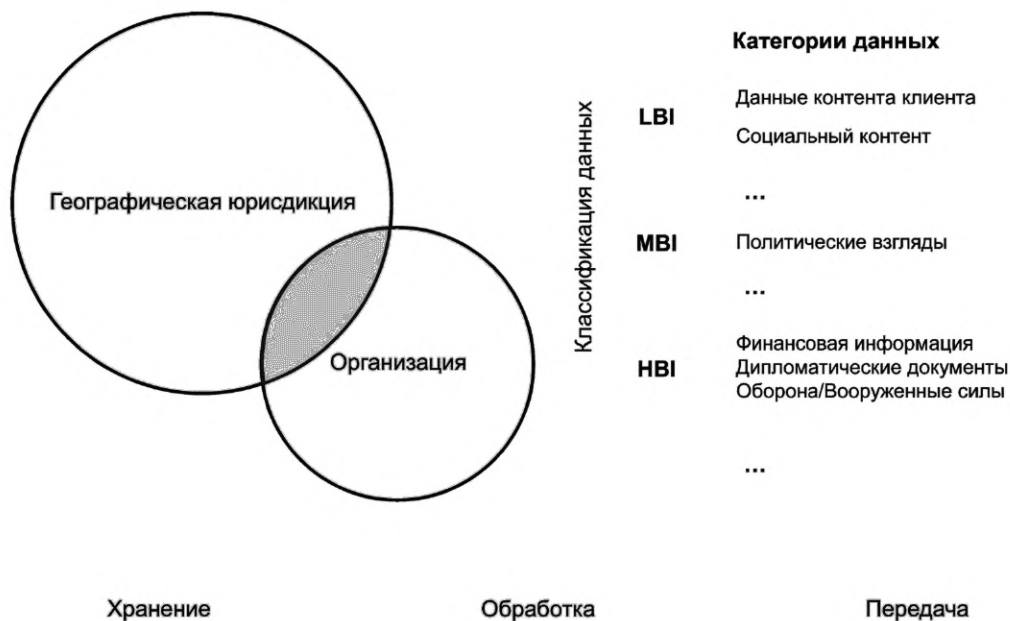 Географическая юрисдикция
Организация
Классификация данных
Категории данных
LBI
Данные контента клиента
Социальный контент
...
MBI
Политические взгляды
...
HBI
Финансовая информация
Дипломатические документы
Оборона/Вооруженные силы
...
Хранение
Обработка
Передача